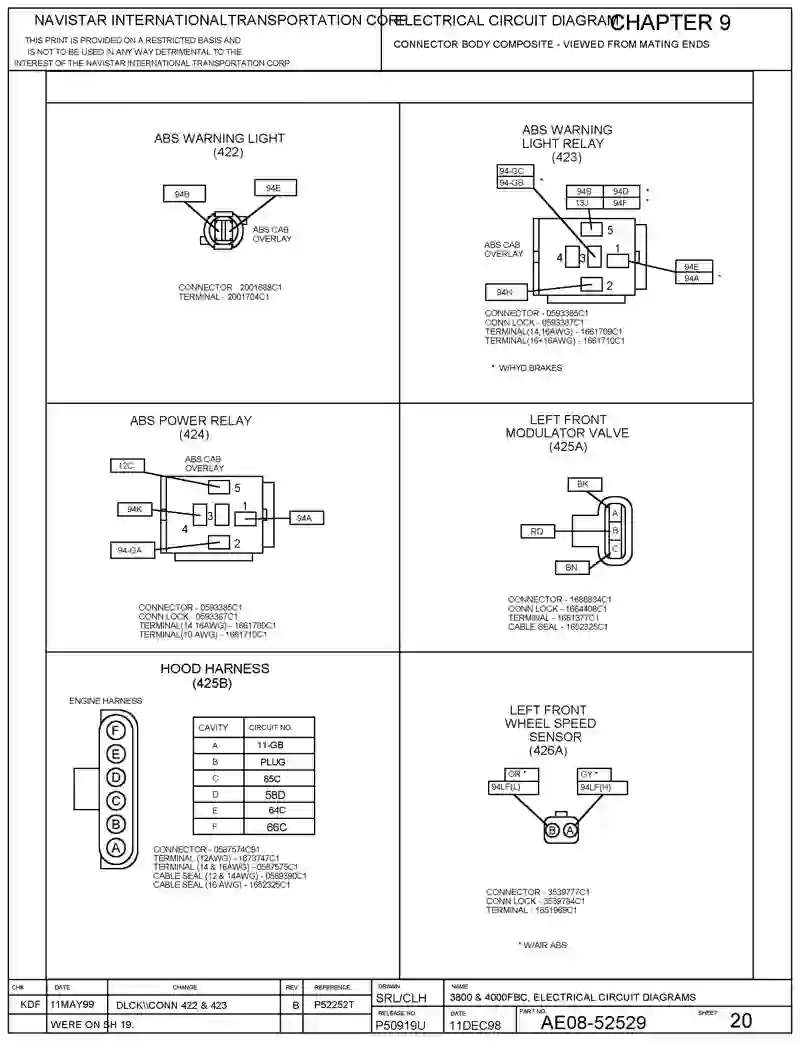 NAVISTAR INTERNATIONALTRANSPORTATION CORP.
ELECTRICAL CIRCUIT DIAGRAM
CHAPTER 9
THIS PRINT IS PROVIDED ON A RESTRICTED BASIS AND
IS NOT TO BE USED IN ANY WAY DETRIMENTAL TO THE
INTEREST OF THE NAVISTAR INTERNATIONAL TRANSPORTATION CORP
CONNECTOR BODY COMPOSITE - VIEWED FROM MATING ENDS
ABS WARNING LIGHT
(422)
94B
94E
ABS CAB
OVERLAY
CONNECTOR 2001688C1
TERMINAL - 2001704C1
ABS WARNING
LIGHT RELAY
(423)
94-GC
94-GB *
94B 94D *
13J 94F *
5
ABS CAB
OVERLAY
4 3 1
94E
94A *
94H
2
CONNECTOR - 0593385C1
CONN LOCK - 0593387C1
TERMINAL(14,16AWG) - 1661709C1
TERMINAL(16+16AWG) - 1661710C1
* W/HYD BRAKES
ABS POWER RELAY
(424)
ABS CAB
OVERLAY
12C
5
94K
3 1
94A
4
94-GA
2
CONNECTOR - 0593385C1
CONN LOCK - 0593387C1
TERMINAL(14 16AWG)- 1661709C1
TERMINAL(10 AWG) - 1661710C1
LEFT FRONT
MODULATOR VALVE
(425A)
BK
A
RD
B
C
BN
CONNECTOR - 1686834C1
CONN LOCK - 1664408C1
TERMINAL - 1661377C1
CABLE SEAL - 1652325C1
HOOD HARNESS
(425B)
ENGINE HARNESS
F
E
D
C
B
A
CAVITY CIRCUIT NO.
A 11-GB
B PLUG
C 85C
D 58D
E 64C
F 66C
CONNECTOR - 0587574C91
TERMINAL (12AWG) - 1673747C1
TERMINAL (14 & 16AWG) -0587575C1
CABLE SEAL (12 & 14AWG) - 0589390C1
CABLE SEAL (16 AWG) - 1652325C1
LEFT FRONT
WHEEL SPEED
SENSOR
(426A)
OR *
94LF(L)
GY *
94LF(H)
B A
CONNECTOR - 3539777C1
CONN LOCK - 3539784C1
TERMINAL - 1651969C1
* W/AIR ABS
CHK DATE CHANGE REV REFERENCE
KDF 11MAY99 DLCK\\CONN 422 & 423 B P52252T
WERE ON SH 19.
DRAWN
SRL/CLH
NAME
3800 & 4000FBC, ELECTRICAL CIRCUIT DIAGRAMS
RELEASE NO
P50919U
DATE
11DEC98
PART NO.
AE08-52529
SHEET
20